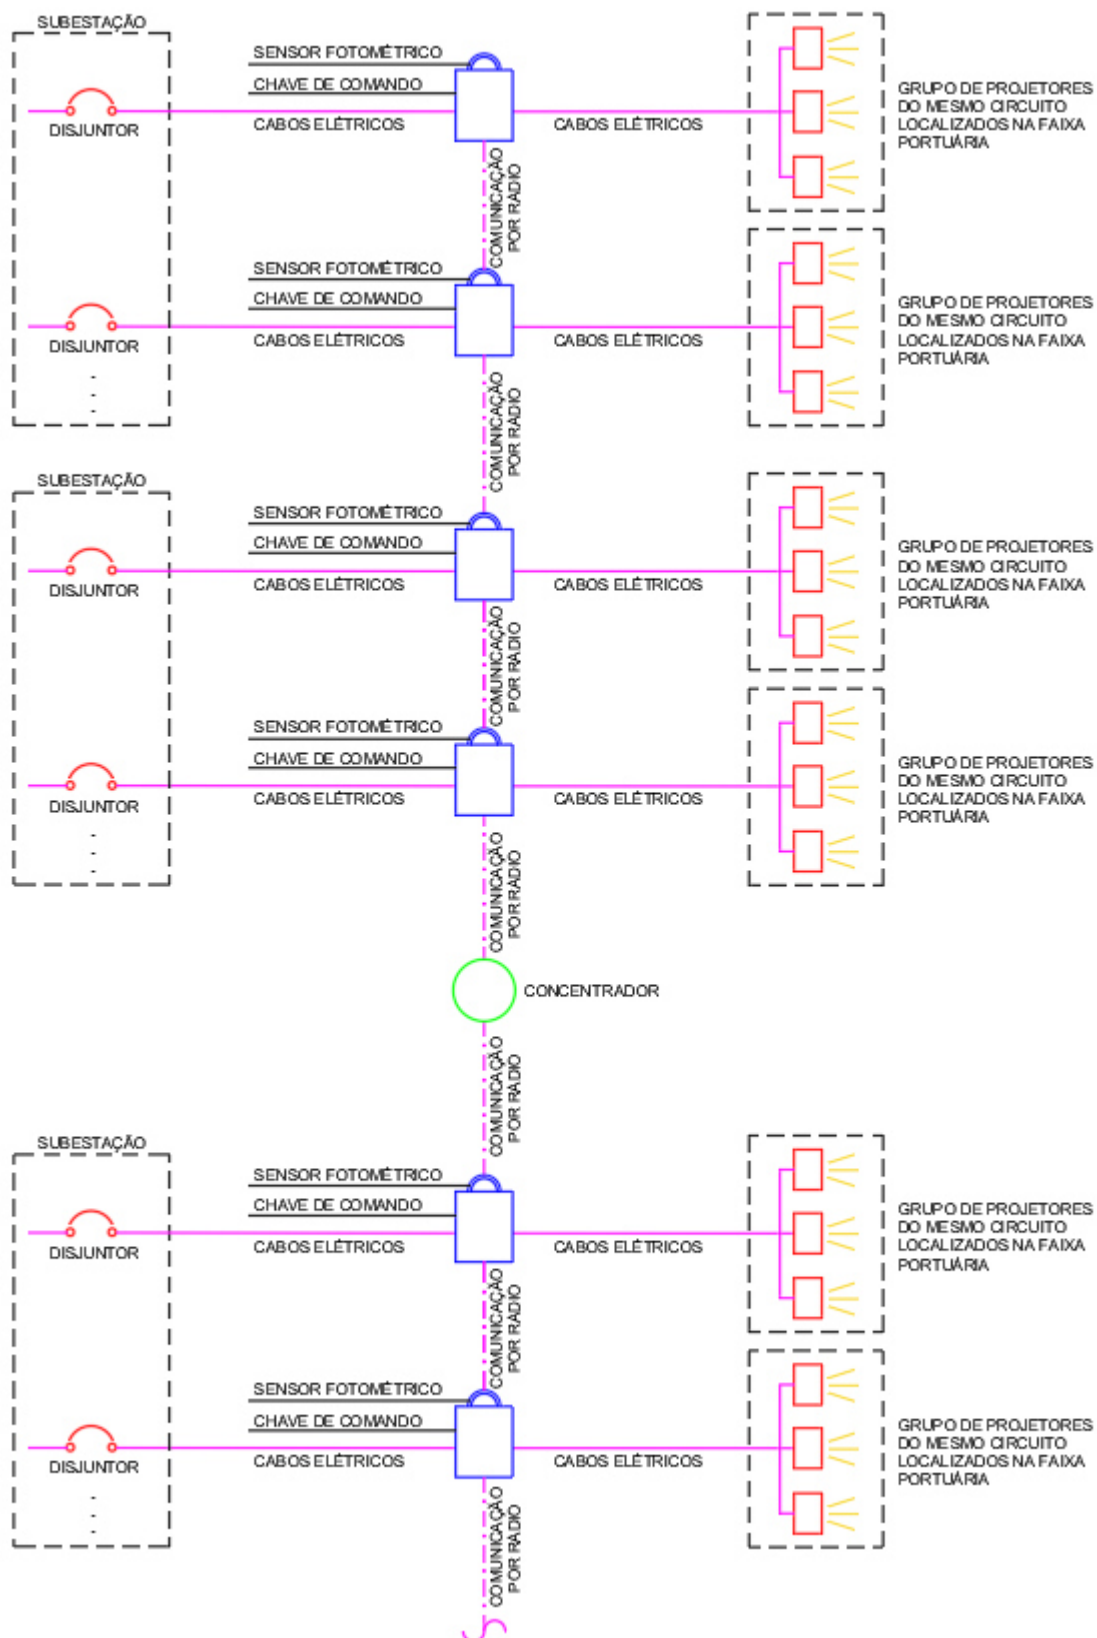 SUBESTAÇÃO
SENSOR FOTOMÉTRICO
CHAVE DE COMANDO
DISJUNTOR
CABOS ELÉTRICOS
CABOS ELÉTRICOS
GRUPO DE PROJETORES
DO MESMO CIRCUITO
LOCALIZADOS NA FAIXA
PORTUÁRIA
COMUNICAÇÃO
POR RÁDIO
SENSOR FOTOMÉTRICO
CHAVE DE COMANDO
DISJUNTOR
CABOS ELÉTRICOS
CABOS ELÉTRICOS
GRUPO DE PROJETORES
DO MESMO CIRCUITO
LOCALIZADOS NA FAIXA
PORTUÁRIA
COMUNICAÇÃO
POR RÁDIO
SUBESTAÇÃO
SENSOR FOTOMÉTRICO
CHAVE DE COMANDO
DISJUNTOR
CABOS ELÉTRICOS
CABOS ELÉTRICOS
GRUPO DE PROJETORES
DO MESMO CIRCUITO
LOCALIZADOS NA FAIXA
PORTUÁRIA
COMUNICAÇÃO
POR RÁDIO
SENSOR FOTOMÉTRICO
CHAVE DE COMANDO
DISJUNTOR
CABOS ELÉTRICOS
CABOS ELÉTRICOS
GRUPO DE PROJETORES
DO MESMO CIRCUITO
LOCALIZADOS NA FAIXA
PORTUÁRIA
COMUNICAÇÃO
POR RÁDIO
CONCENTRADOR
COMUNICAÇÃO
POR RÁDIO
SUBESTAÇÃO
SENSOR FOTOMÉTRICO
CHAVE DE COMANDO
DISJUNTOR
CABOS ELÉTRICOS
CABOS ELÉTRICOS
GRUPO DE PROJETORES
DO MESMO CIRCUITO
LOCALIZADOS NA FAIXA
PORTUÁRIA
COMUNICAÇÃO
POR RÁDIO
SENSOR FOTOMÉTRICO
CHAVE DE COMANDO
DISJUNTOR
CABOS ELÉTRICOS
CABOS ELÉTRICOS
GRUPO DE PROJETORES
DO MESMO CIRCUITO
LOCALIZADOS NA FAIXA
PORTUÁRIA
COMUNICAÇÃO
POR RÁDIO